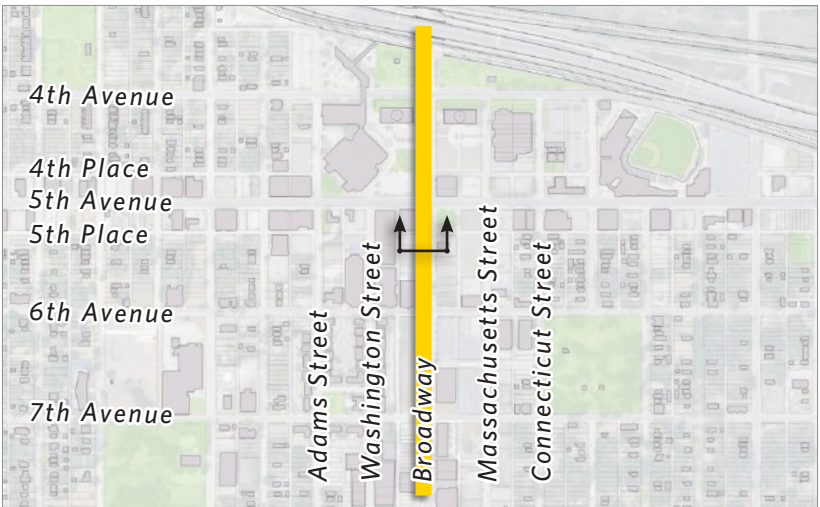 4th Avenue
4th Place
5th Avenue
5th Place
6th Avenue
7th Avenue
Adams Street
Washington Street
Broadway
Massachusetts Street
Connecticut Street